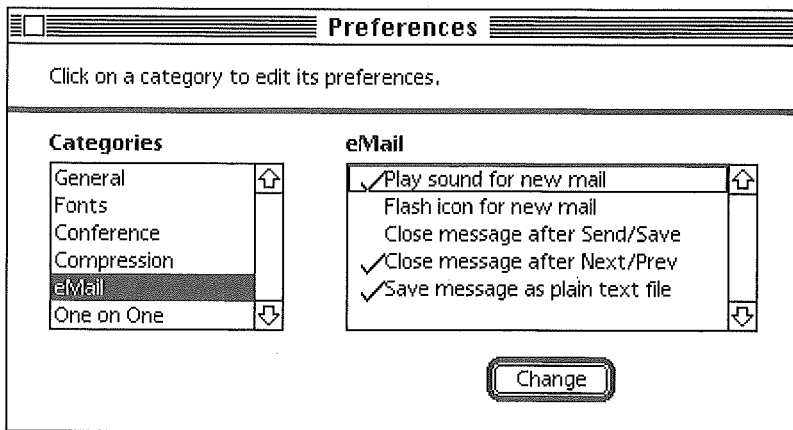 Preferences
Click on a category to edit its preferences.
Categories
General
Fonts
Conference
Compression
eMail
One on One
eMail
Play sound for new mail
Flash icon for new mail
Close message after Send/Save
Close message after Next/Prev
Save message as plain text file
Change